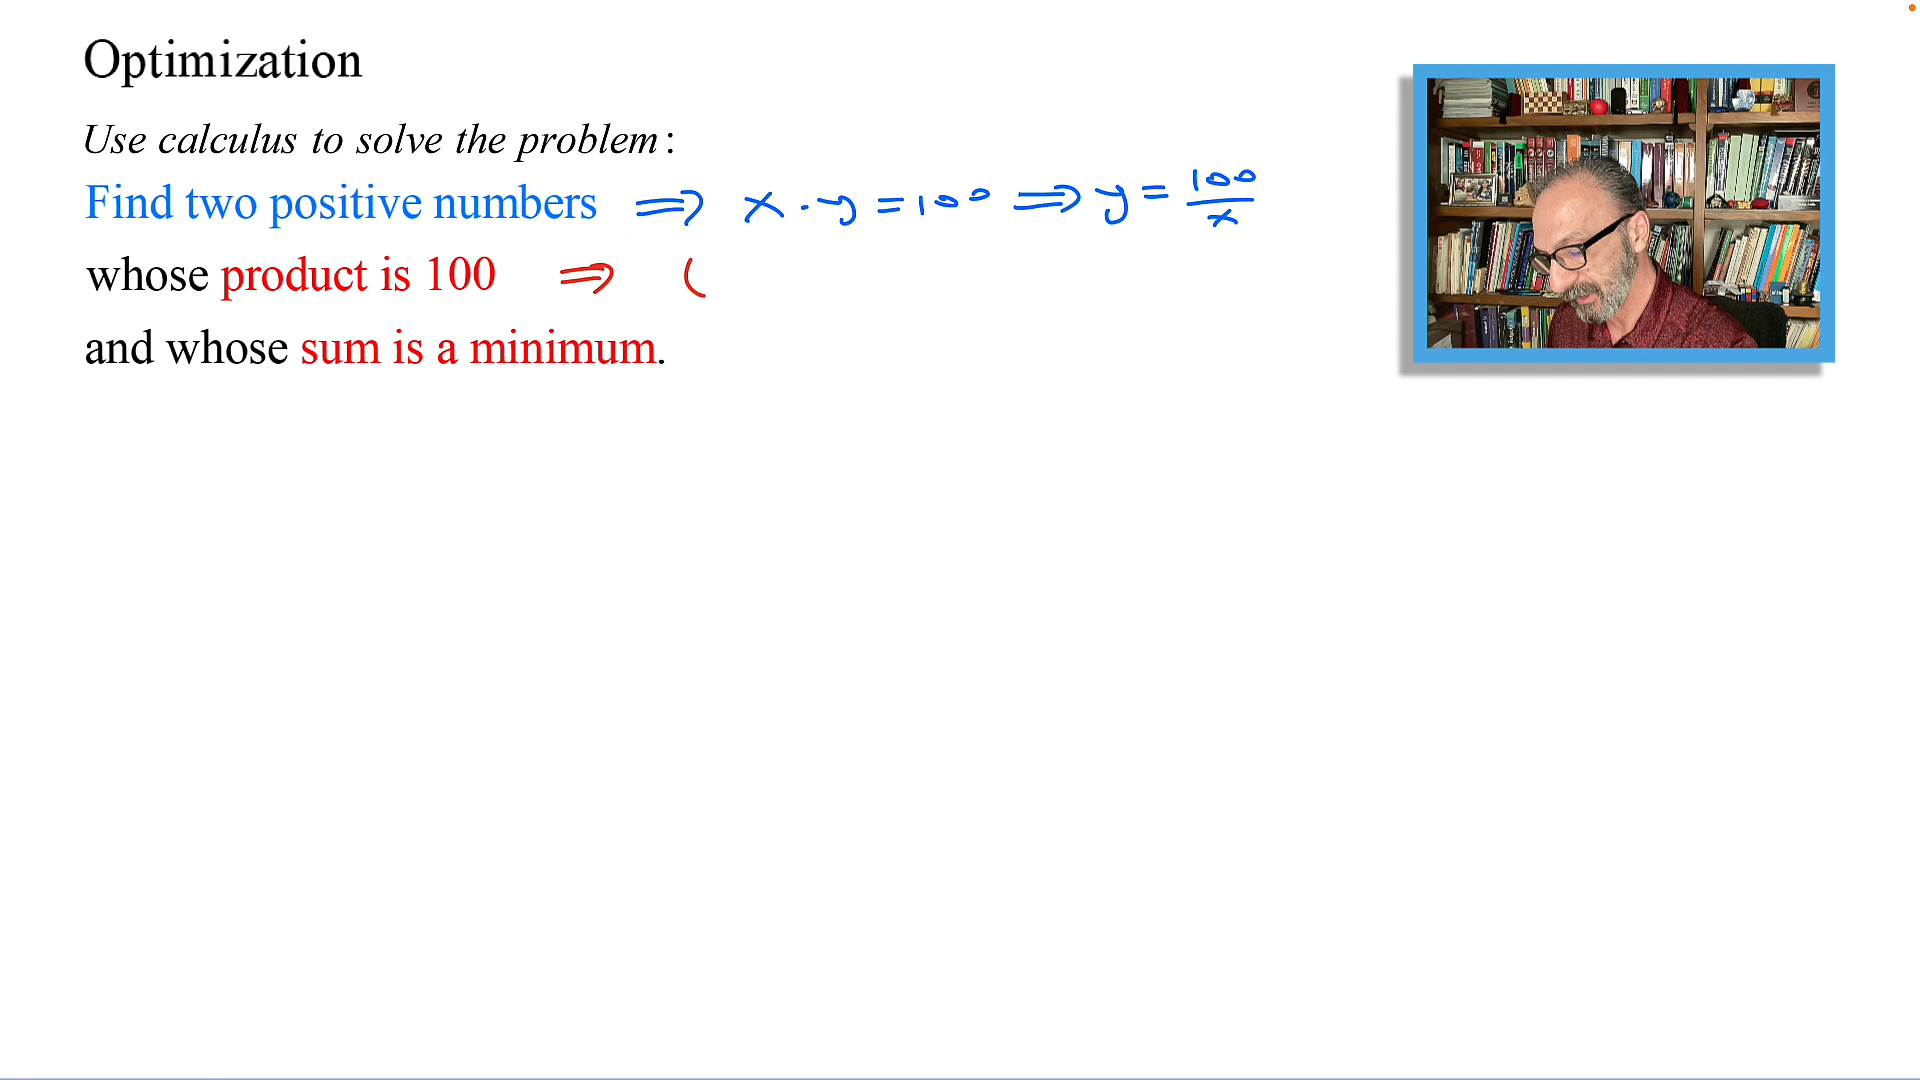 Optimization
Use calculus to solve the problem:
Find two positive numbers ⟹ x · y = 100 ⟹ y = 100/x
whose product is 100 ⟹ (
and whose sum is a minimum.